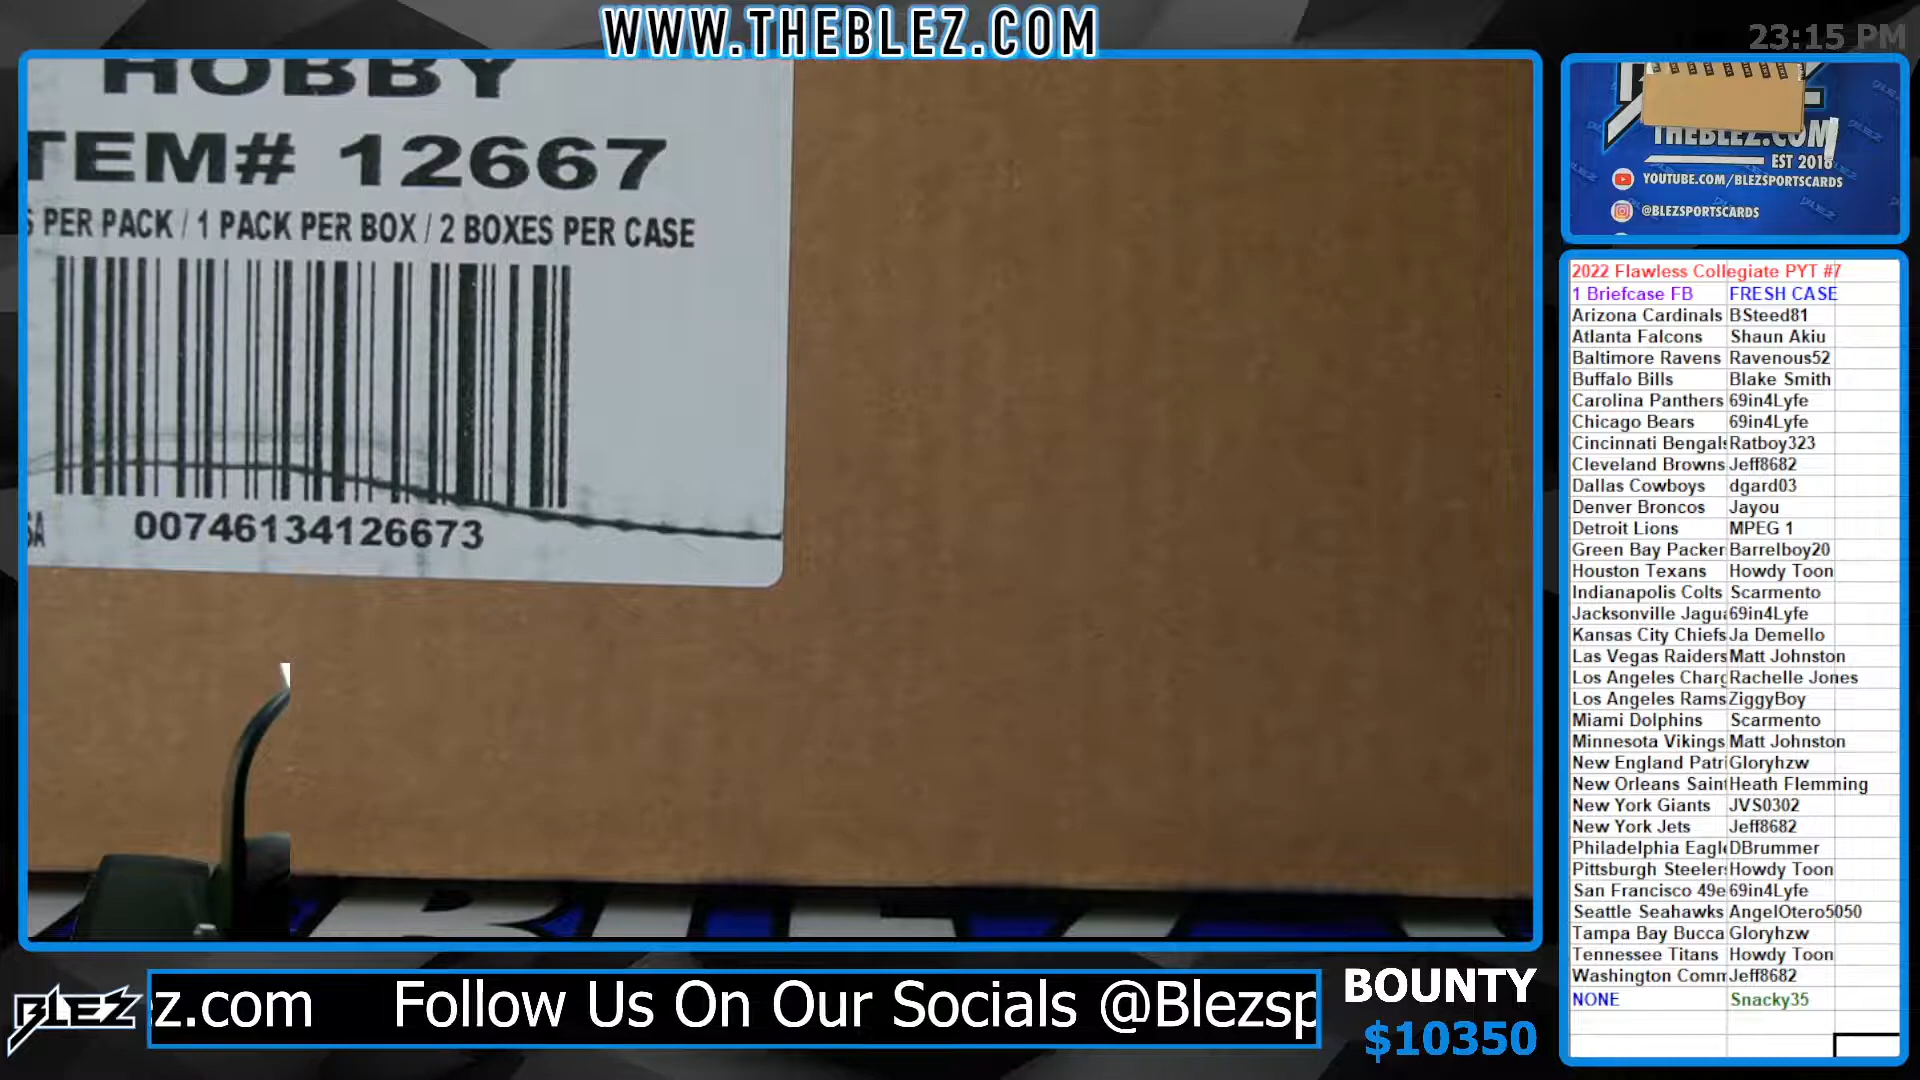 WWW.THEBLEZ.COM
23:15 PM
HOBBY
TEM# 12667
S PER PACK / 1 PACK PER BOX / 2 BOXES PER CASE
00746134126673
THEBLEZ.COM
EST 2016
YOUTUBE.COM/BLEZSPORTSCARDS
@BLEZSPORTSCARDS
2022 Flawless Collegiate PYT #7
1 Briefcase FB FRESH CASE
Arizona Cardinals BSteed81
Atlanta Falcons Shaun Akiu
Baltimore Ravens Ravenous52
Buffalo Bills Blake Smith
Carolina Panthers 69in4Lyfe
Chicago Bears 69in4Lyfe
Cincinnati Bengals Ratboy323
Cleveland Browns Jeff8682
Dallas Cowboys dgard03
Denver Broncos Jayou
Detroit Lions MPEG 1
Green Bay Packer Barrelboy20
Houston Texans Howdy Toon
Indianapolis Colts Scarmento
Jacksonville Jagua 69in4Lyfe
Kansas City Chiefs Ja Demello
Las Vegas Raiders Matt Johnston
Los Angeles Charg Rachelle Jones
Los Angeles Rams ZiggyBoy
Miami Dolphins Scarmento
Minnesota Vikings Matt Johnston
New England Patri Gloryhzw
New Orleans Saint Heath Flemming
New York Giants JVS0302
New York Jets Jeff8682
Philadelphia Eagle DBrummer
Pittsburgh Steelers Howdy Toon
San Francisco 49e 69in4Lyfe
Seattle Seahawks AngelOtero5050
Tampa Bay Bucca Gloryhzw
Tennessee Titans Howdy Toon
Washington Comm Jeff8682
NONE Snacky35
BLEZ
z.com Follow Us On Our Socials @Blezsp
BOUNTY
$10350